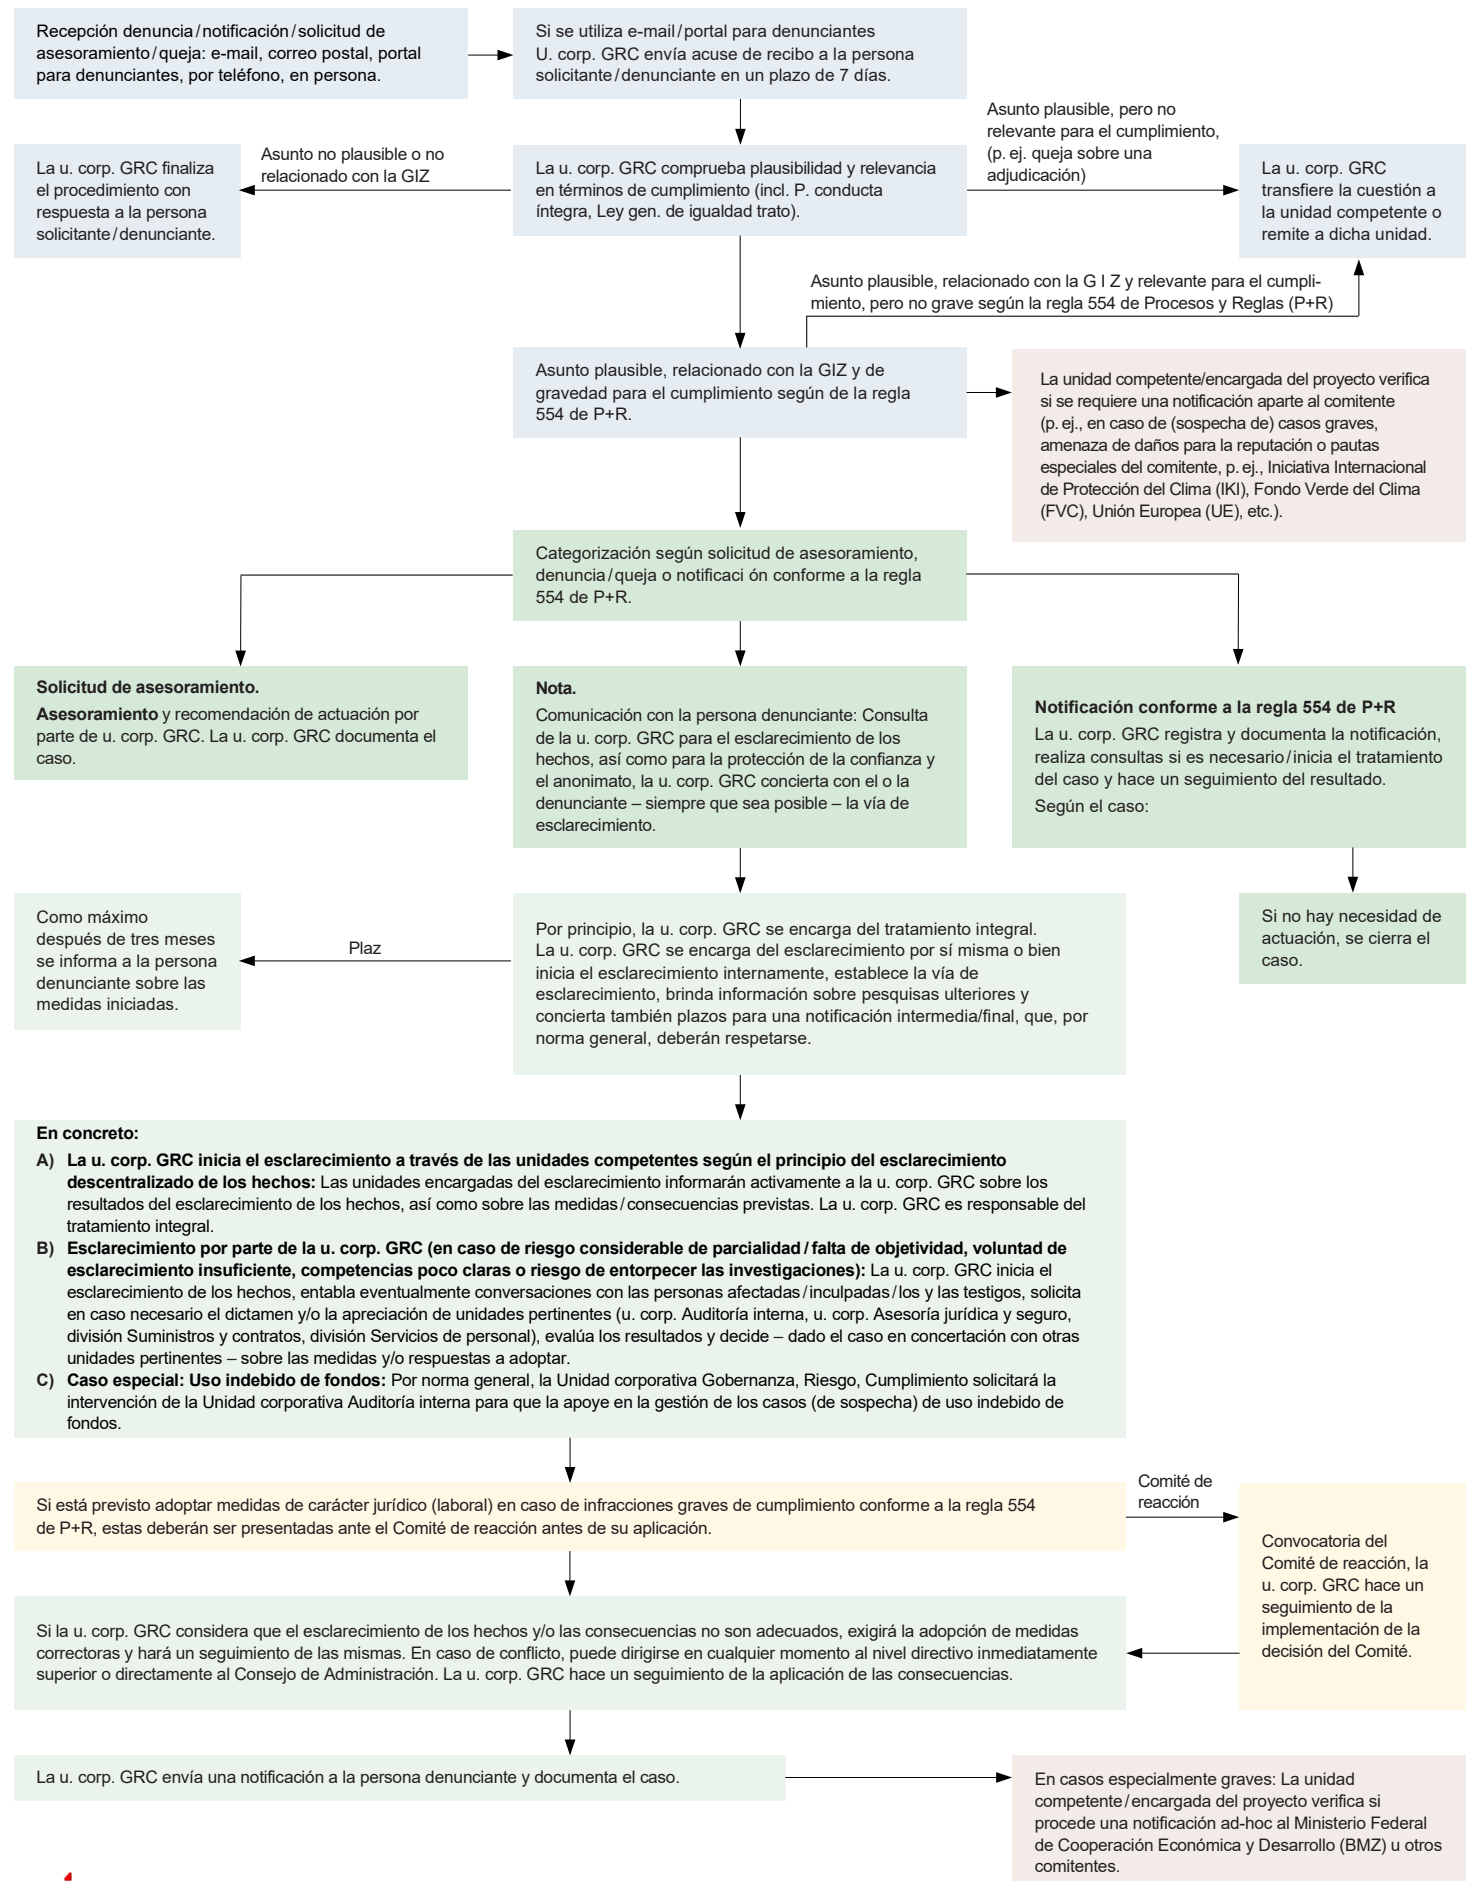 Recepción denuncia/notificación/solicitud de
asesoramiento/queja: e-mail, correo postal, portal
para denunciantes, por teléfono, en persona.
Si se utiliza e-mail/portal para denunciantes
U. corp. GRC envía acuse de recibo a la persona
solicitante/denunciante en un plazo de 7 días.
Asunto plausible, pero no
relevante para el cumplimiento,
(p. ej. queja sobre una
adjudicación)
La u. corp. GRC finaliza
el procedimiento con
respuesta a la persona
solicitante/denunciante.
Asunto no plausible o no
relacionado con la GIZ
La u. corp. GRC comprueba plausibilidad y relevancia
en términos de cumplimiento (incl. P. conducta
íntegra, Ley gen. de igualdad trato).
La u. corp. GRC
transfiere la cuestión a
la unidad competente o
remite a dicha unidad.
Asunto plausible, relacionado con la G I Z y relevante para el cumpli-
miento, pero no grave según la regla 554 de Procesos y Reglas (P+R)
Asunto plausible, relacionado con la GIZ y de
gravedad para el cumplimiento según de la regla
554 de P+R.
La unidad competente/encargada del proyecto verifica
si se requiere una notificación aparte al comitente
(p. ej., en caso de (sospecha de) casos graves,
amenaza de daños para la reputación o pautas
especiales del comitente, p. ej., Iniciativa Internacional
de Protección del Clima (IKI), Fondo Verde del Clima
(FVC), Unión Europea (UE), etc.).
Categorización según solicitud de asesoramiento,
denuncia/queja o notificaci ón conforme a la regla
554 de P+R.
Solicitud de asesoramiento.
Asesoramiento y recomendación de actuación por
parte de u. corp. GRC. La u. corp. GRC documenta el
caso.
Nota.
Comunicación con la persona denunciante: Consulta
de la u. corp. GRC para el esclarecimiento de los
hechos, así como para la protección de la confianza y
el anonimato, la u. corp. GRC concierta con el o la
denunciante – siempre que sea posible – la vía de
esclarecimiento.
Notificación conforme a la regla 554 de P+R
La u. corp. GRC registra y documenta la notificación,
realiza consultas si es necesario/inicia el tratamiento
del caso y hace un seguimiento del resultado.
Según el caso:
Como máximo
después de tres meses
se informa a la persona
denunciante sobre las
medidas iniciadas.
Plaz
Por principio, la u. corp. GRC se encarga del tratamiento integral.
La u. corp. GRC se encarga del esclarecimiento por sí misma o bien
inicia el esclarecimiento internamente, establece la vía de
esclarecimiento, brinda información sobre pesquisas ulteriores y
concierta también plazos para una notificación intermedia/final, que, por
norma general, deberán respetarse.
Si no hay necesidad de
actuación, se cierra el
caso.
En concreto:
A) La u. corp. GRC inicia el esclarecimiento a través de las unidades competentes según el principio del esclarecimiento
descentralizado de los hechos: Las unidades encargadas del esclarecimiento informarán activamente a la u. corp. GRC sobre los
resultados del esclarecimiento de los hechos, así como sobre las medidas/consecuencias previstas. La u. corp. GRC es responsable del
tratamiento integral.
B) Esclarecimiento por parte de la u. corp. GRC (en caso de riesgo considerable de parcialidad/falta de objetividad, voluntad de
esclarecimiento insuficiente, competencias poco claras o riesgo de entorpecer las investigaciones): La u. corp. GRC inicia el
esclarecimiento de los hechos, entabla eventualmente conversaciones con las personas afectadas/inculpadas/los y las testigos, solicita
en caso necesario el dictamen y/o la apreciación de unidades pertinentes (u. corp. Auditoría interna, u. corp. Asesoría jurídica y seguro,
división Suministros y contratos, división Servicios de personal), evalúa los resultados y decide – dado el caso en concertación con otras
unidades pertinentes – sobre las medidas y/o respuestas a adoptar.
C) Caso especial: Uso indebido de fondos: Por norma general, la Unidad corporativa Gobernanza, Riesgo, Cumplimiento solicitará la
intervención de la Unidad corporativa Auditoría interna para que la apoye en la gestión de los casos (de sospecha) de uso indebido de
fondos.
Si está previsto adoptar medidas de carácter jurídico (laboral) en caso de infracciones graves de cumplimiento conforme a la regla 554
de P+R, estas deberán ser presentadas ante el Comité de reacción antes de su aplicación.
Comité de
reacción
Convocatoria del
Comité de reacción, la
u. corp. GRC hace un
seguimiento de la
implementación de la
decisión del Comité.
Si la u. corp. GRC considera que el esclarecimiento de los hechos y/o las consecuencias no son adecuados, exigirá la adopción de medidas
correctoras y hará un seguimiento de las mismas. En caso de conflicto, puede dirigirse en cualquier momento al nivel directivo inmediatamente
superior o directamente al Consejo de Administración. La u. corp. GRC hace un seguimiento de la aplicación de las consecuencias.
La u. corp. GRC envía una notificación a la persona denunciante y documenta el caso.
En casos especialmente graves: La unidad
competente/encargada del proyecto verifica si
procede una notificación ad-hoc al Ministerio Federal
de Cooperación Económica y Desarrollo (BMZ) u otros
comitentes.